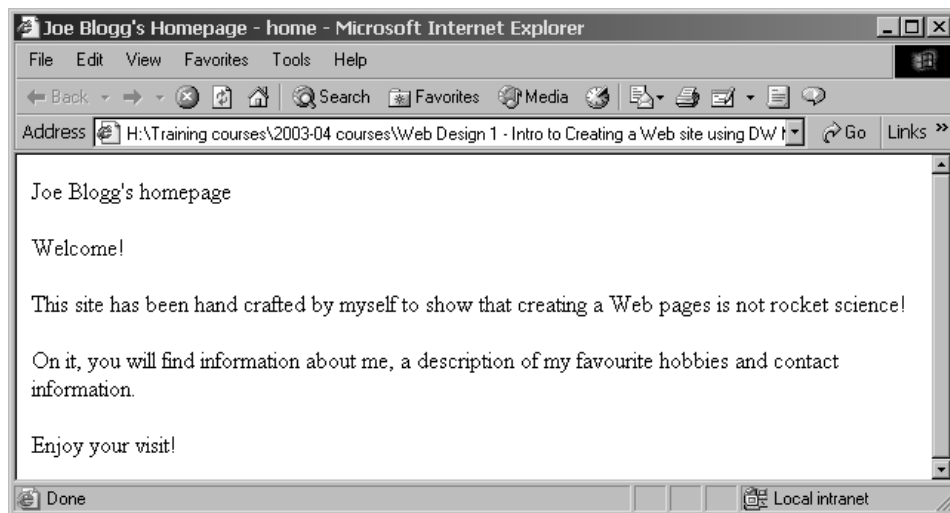 Joe Blogg's Homepage - home - Microsoft Internet Explorer
File Edit View Favorites Tools Help
Back Search Favorites Media
Address H:\Training courses\2003-04 courses\Web Design 1 - Intro to Creating a Web site using DW Go Links »
Joe Blogg's homepage
Welcome!
This site has been hand crafted by myself to show that creating a Web pages is not rocket science!
On it, you will find information about me, a description of my favourite hobbies and contact
information.
Enjoy your visit!
Done Local intranet